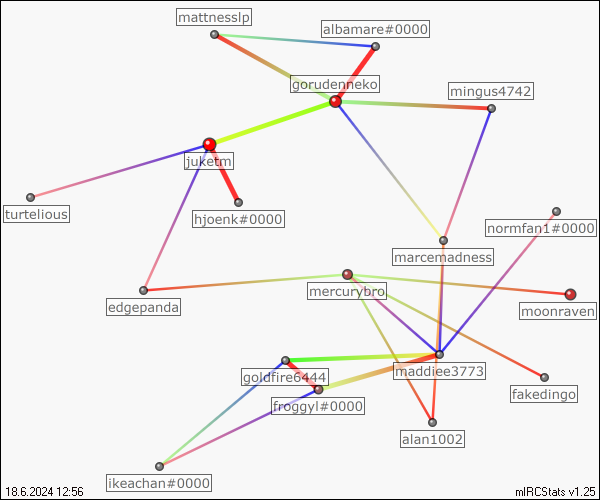 mattnesslp
albamare#0000
gorudenneko
mingus4742
juketm
turtelious
hjoenk#0000
normfan1#0000
marcemadness
mercurybro
edgepanda
moonraven
maddiee3773
goldfire6444
fakedingo
froggyl#0000
alan1002
ikeachan#0000
18.6.2024 12:56
mIRCStats v1.25